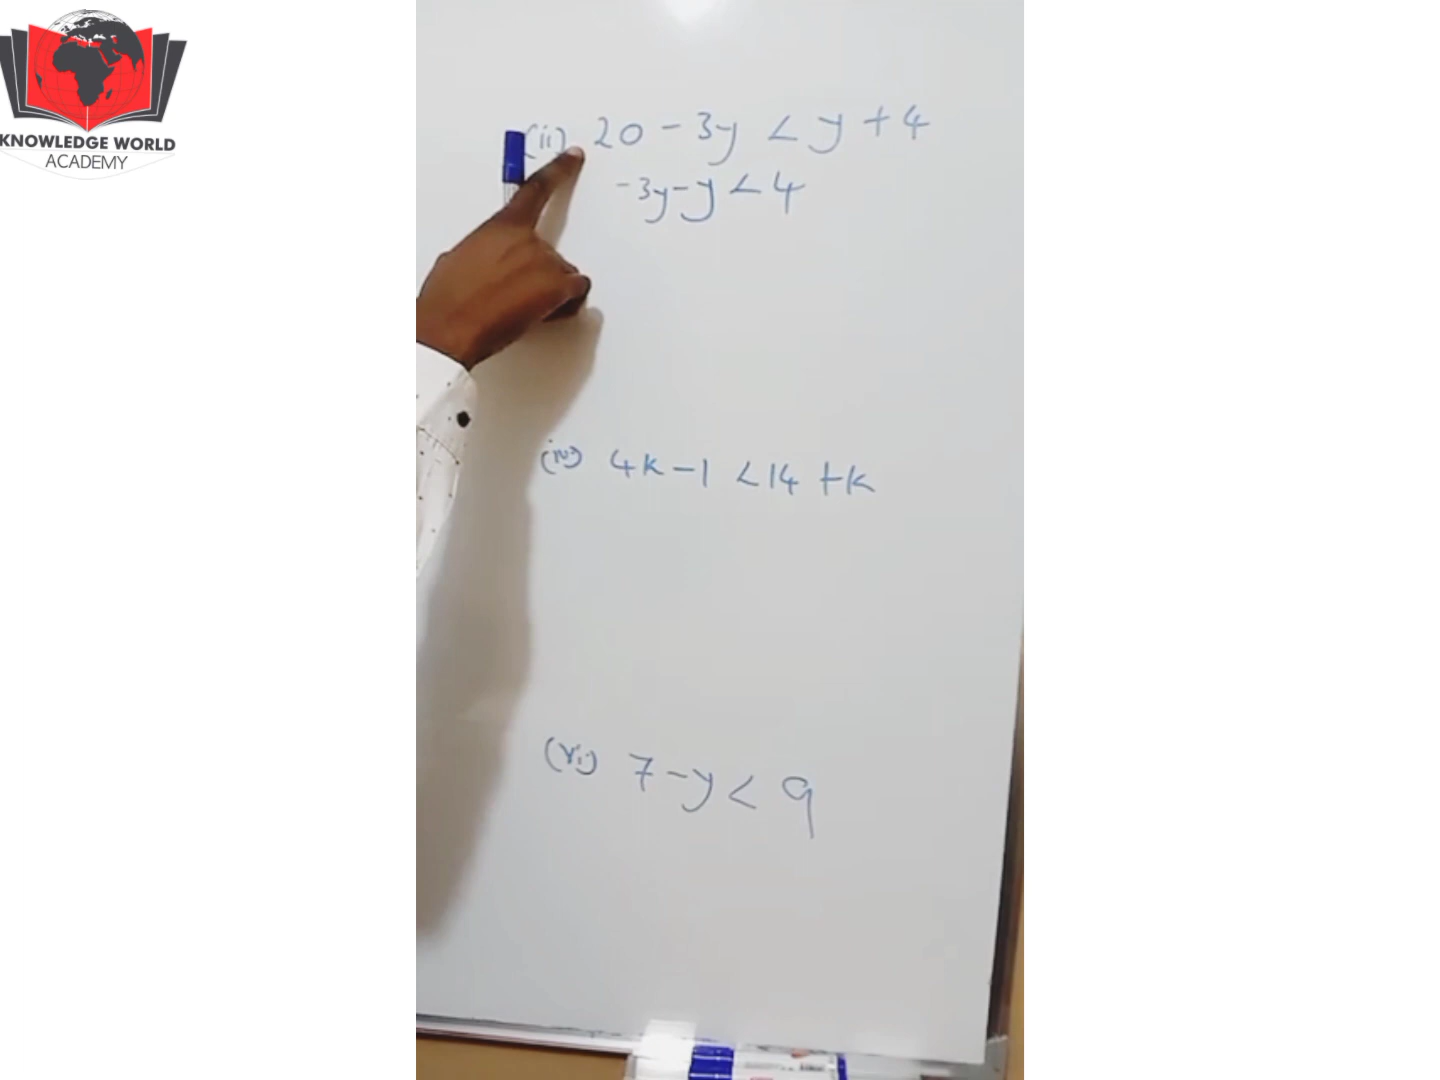 KNOWLEDGE WORLD
ACADEMY
(ii) 20 - 3y < y + 4
-3y - y < 4
(iv) 4k - 1 < 14 + k
(vi) 7 - y < 9